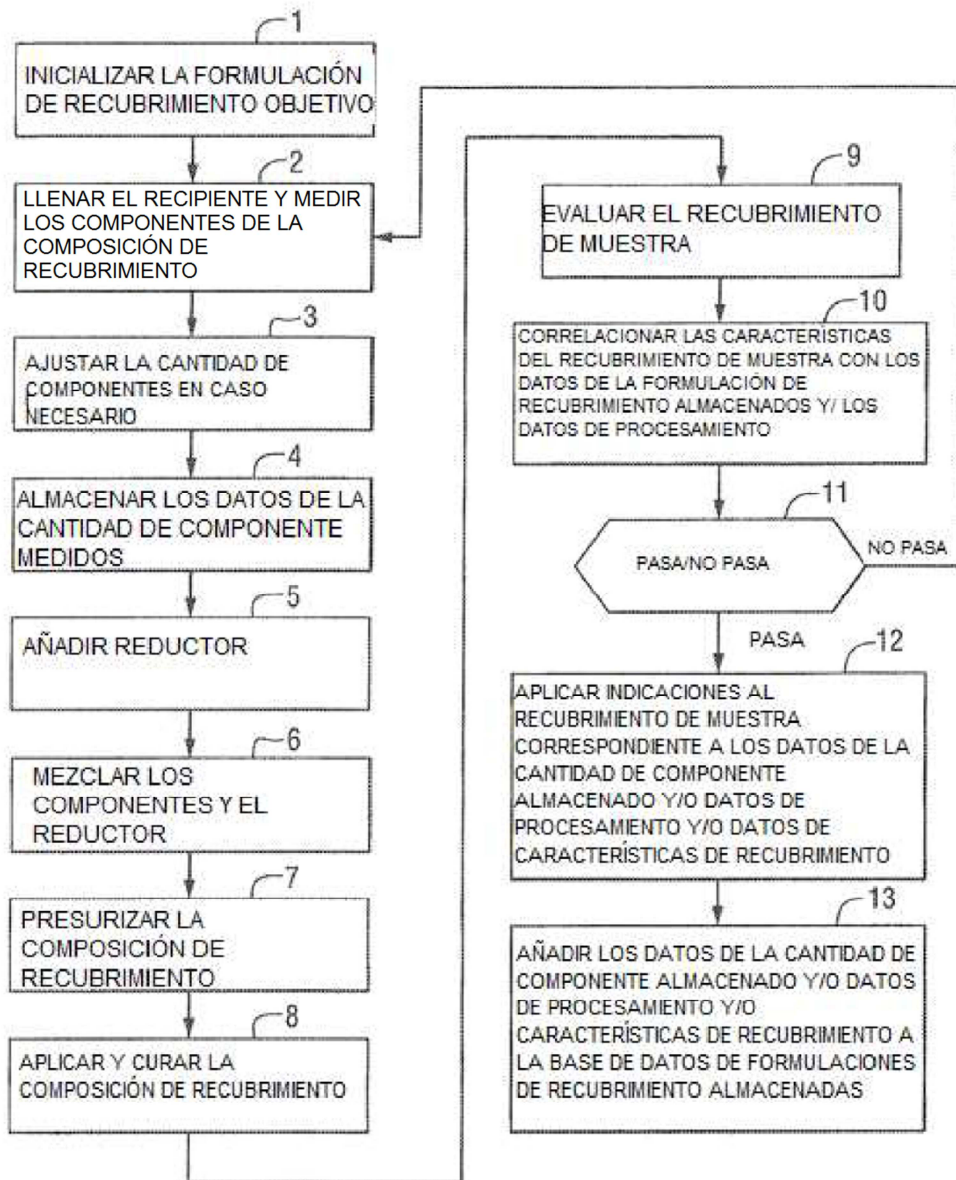 1
INICIALIZAR LA FORMULACIÓN
DE RECUBRIMIENTO OBJETIVO
2
LLENAR EL RECIPIENTE Y MEDIR
LOS COMPONENTES DE LA
COMPOSICIÓN DE
RECUBRIMIENTO
3
AJUSTAR LA CANTIDAD DE
COMPONENTES EN CASO
NECESARIO
4
ALMACENAR LOS DATOS DE LA
CANTIDAD DE COMPONENTE
MEDIDOS
5
AÑADIR REDUCTOR
6
MEZCLAR LOS
COMPONENTES Y EL
REDUCTOR
7
PRESURIZAR LA
COMPOSICIÓN DE
RECUBRIMIENTO
8
APLICAR Y CURAR LA
COMPOSICIÓN DE RECUBRIMIENTO
9
EVALUAR EL RECUBRIMIENTO
DE MUESTRA
10
CORRELACIONAR LAS CARACTERÍSTICAS
DEL RECUBRIMIENTO DE MUESTRA CON LOS
DATOS DE LA FORMULACIÓN DE
RECUBRIMIENTO ALMACENADOS Y/ LOS
DATOS DE PROCESAMIENTO
11
PASA/NO PASA
NO PASA
PASA
12
APLICAR INDICACIONES AL
RECUBRIMIENTO DE MUESTRA
CORRESPONDIENTE A LOS DATOS DE LA
CANTIDAD DE COMPONENTE
ALMACENADO Y/O DATOS DE
PROCESAMIENTO Y/O DATOS DE
CARACTERÍSTICAS DE RECUBRIMIENTO
13
AÑADIR LOS DATOS DE LA CANTIDAD DE
COMPONENTE ALMACENADO Y/O DATOS
DE PROCESAMIENTO Y/O
CARACTERÍSTICAS DE RECUBRIMIENTO A
LA BASE DE DATOS DE FORMULACIONES
DE RECUBRIMIENTO ALMACENADAS